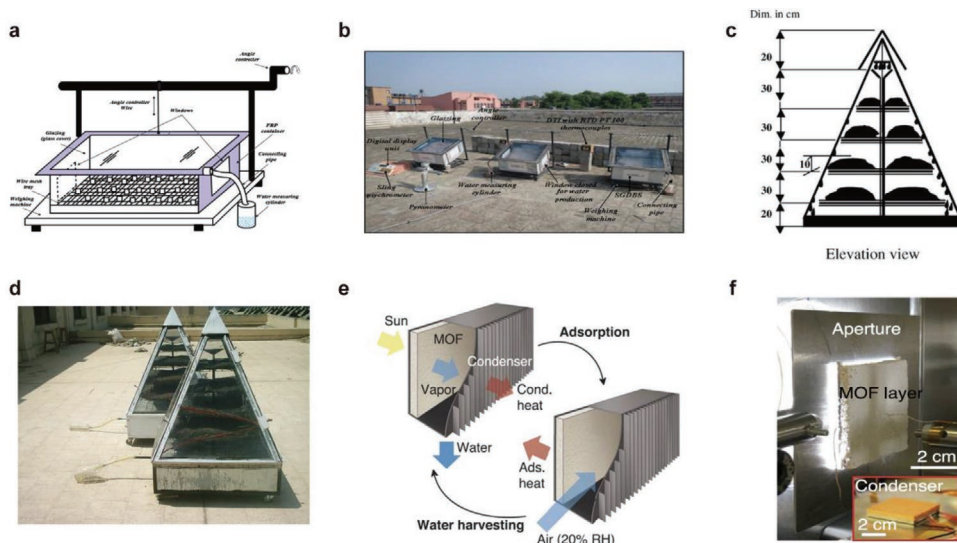 a
Angle
controller
Angle controller
Wire
Windows
Glazing
(glass cover)
FRP
container
Connecting
pipe
Wire mesh
tray
Weighing
machine
Water measuring
cylinder
b
Glazing
Angle
controller
DTI with RTD PT 100
thermocouples
Digital display
unit
Sling
psychrometer
Pyranometer
Water measuring
cylinder
Window closed
for water
production
SGDBS
Weighing
machine
Connecting
pipe
c
Dim. in cm
20
30
30
30
10
30
20
Elevation view
d
e
Sun
MOF
Vapor
Condenser
Cond.
heat
Water
Adsorption
Ads.
heat
Water harvesting
Air (20% RH)
f
Aperture
MOF layer
2 cm
Condenser
2 cm